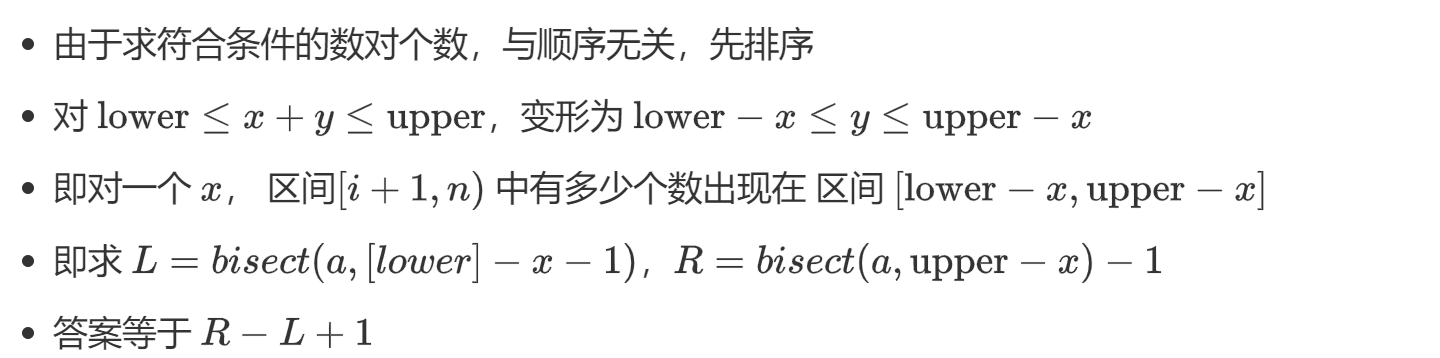 • 由于求符合条件的数对个数，与顺序无关，先排序
• 对 lower ≤ x + y ≤ upper，变形为 lower − x ≤ y ≤ upper − x
• 即对一个 x， 区间[i + 1, n) 中有多少个数出现在 区间 [lower − x, upper − x]
• 即求 L = bisect(a, [lower] − x − 1)，R = bisect(a, upper − x) − 1
• 答案等于 R − L + 1